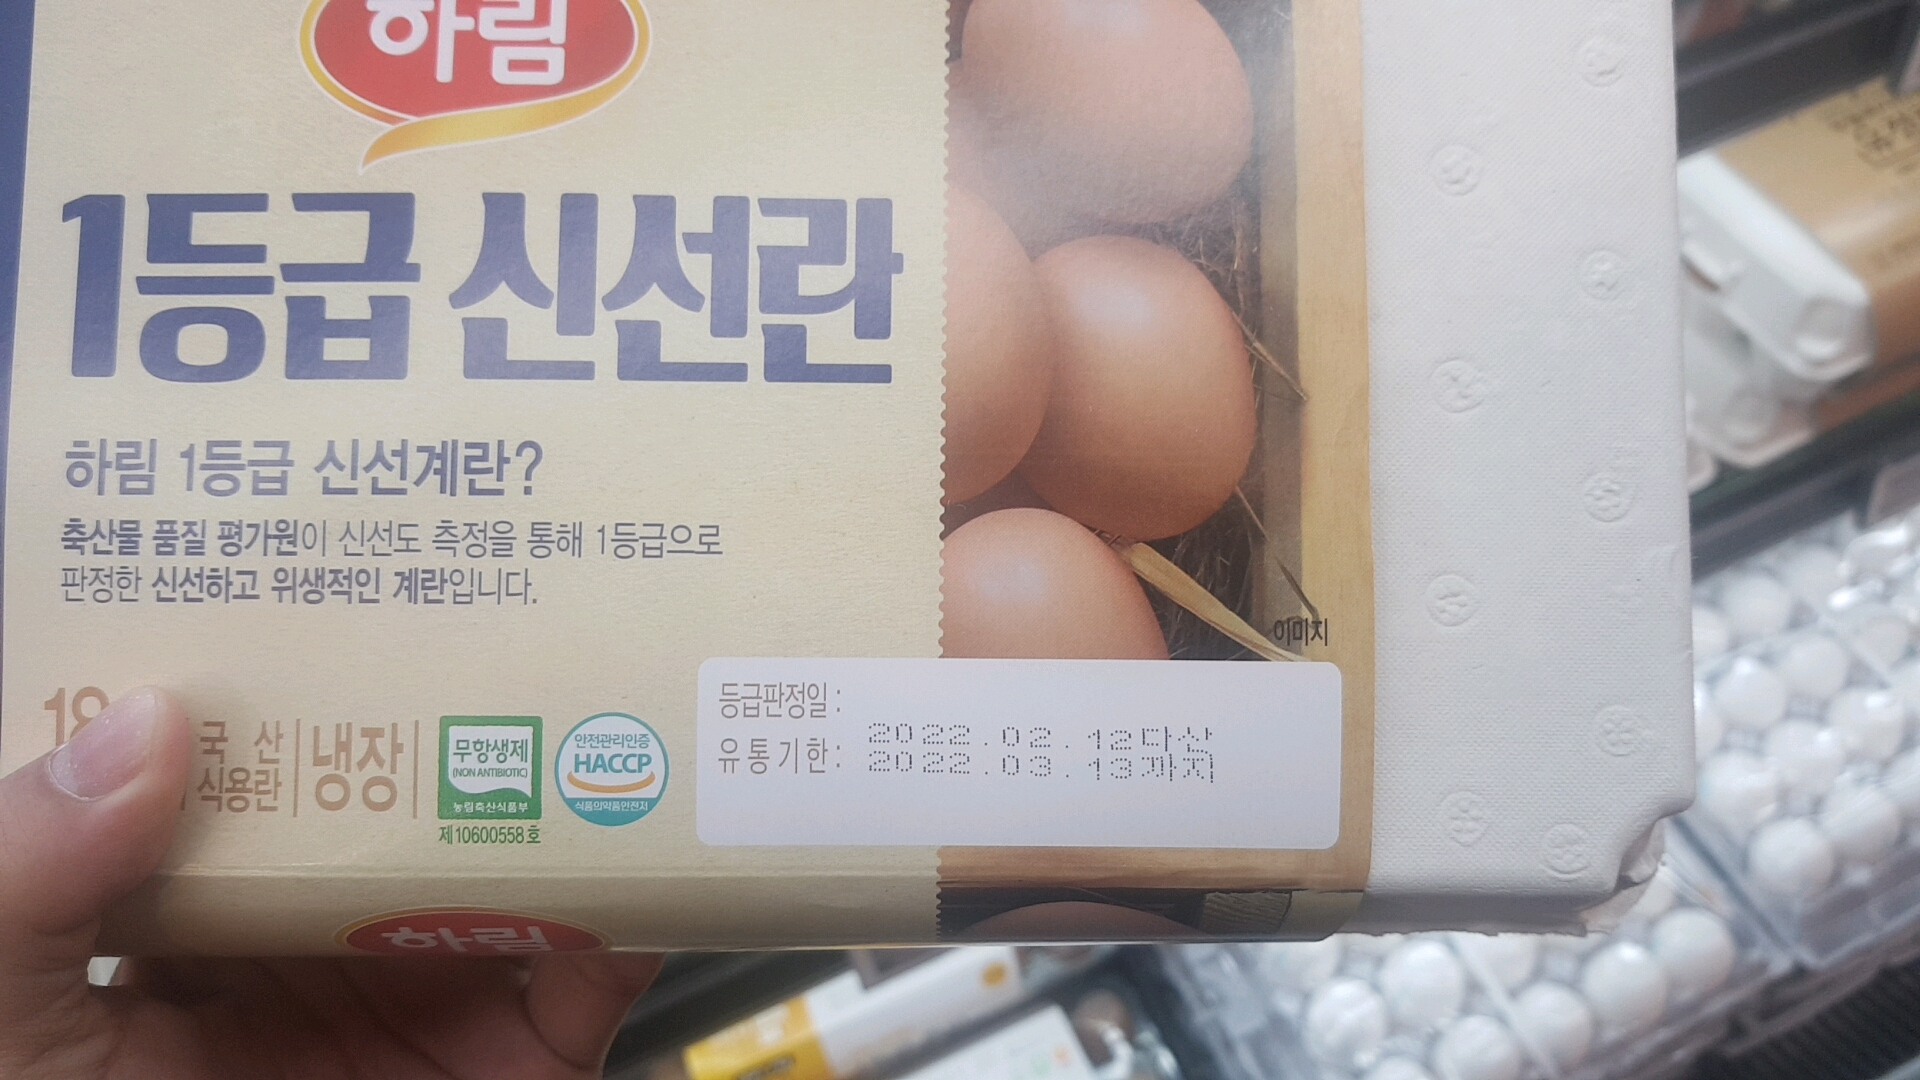 하림
1등급 신선란
하림 1등급 신선계란?
축산물 품질 평가원이 신선도 측정을 통해 1등급으로
판정한 신선하고 위생적인 계란입니다.
이미지
등급판정일 :
2022.02.12다산
유통기한 : 2022.03.13까지
국 산
식용란
냉장
무항생제
(NON ANTIBIOTIC)
농림축산식품부
제10600558호
안전관리인증
HACCP
식품의약품안전처
하림